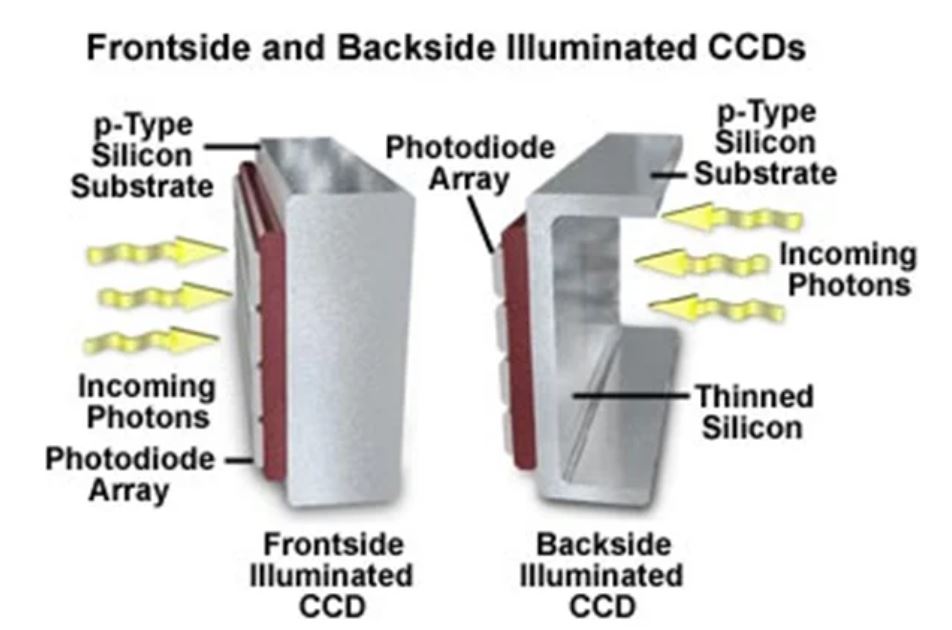 Frontside and Backside Illuminated CCDs
p-Type
Silicon
Substrate
Incoming
Photons
Photodiode
Array
Frontside
Illuminated
CCD
Photodiode
Array
p-Type
Silicon
Substrate
Incoming
Photons
Thinned
Silicon
Backside
Illuminated
CCD